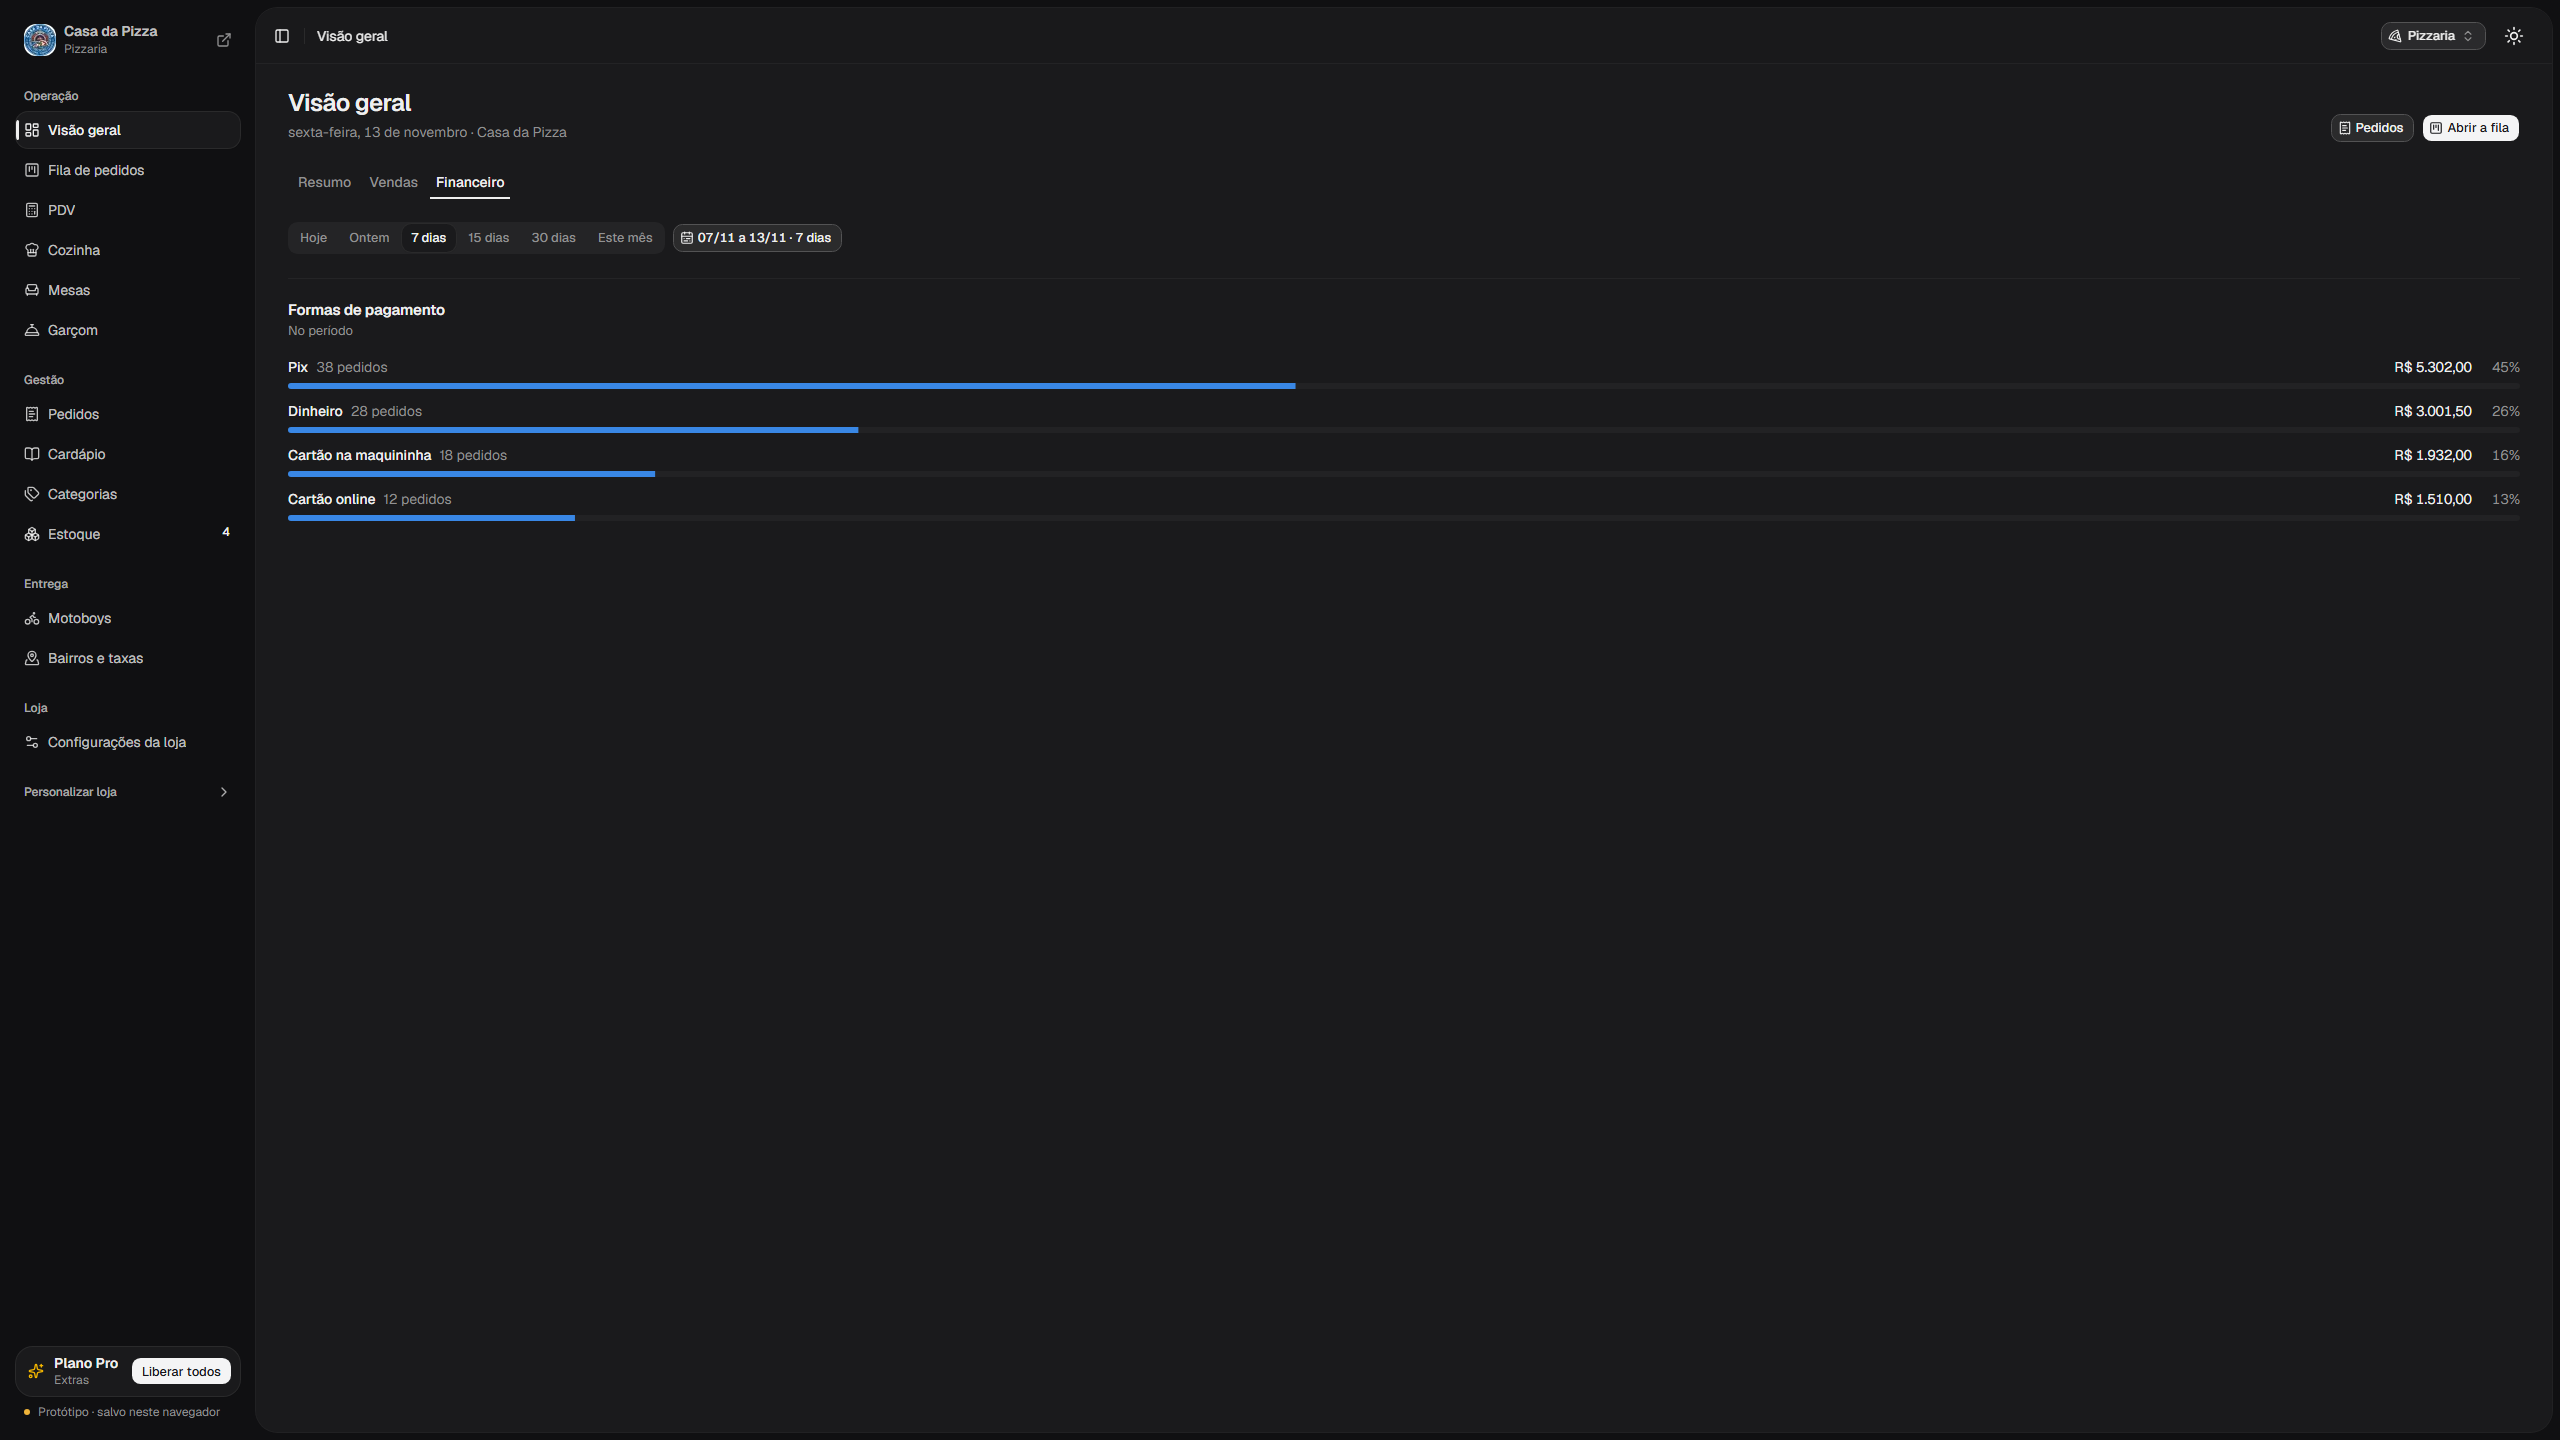 Casa da Pizza
Pizzaria
Operação
Visão geral
Fila de pedidos
PDV
Cozinha
Mesas
Garçom
Gestão
Pedidos
Cardápio
Categorias
Estoque 4
Entrega
Motoboys
Bairros e taxas
Loja
Configurações da loja
Personalizar loja
Plano Pro
Extras
Liberar todos
Protótipo · salvo neste navegador
Visão geral
Pizzaria
Visão geral
sexta-feira, 13 de novembro · Casa da Pizza
Pedidos
Abrir a fila
Resumo Vendas Financeiro
Hoje Ontem 7 dias 15 dias 30 dias Este mês 07/11 a 13/11 · 7 dias
Formas de pagamento
No período
Pix 38 pedidos R$ 5.302,00 45%
Dinheiro 28 pedidos R$ 3.001,50 26%
Cartão na maquininha 18 pedidos R$ 1.932,00 16%
Cartão online 12 pedidos R$ 1.510,00 13%